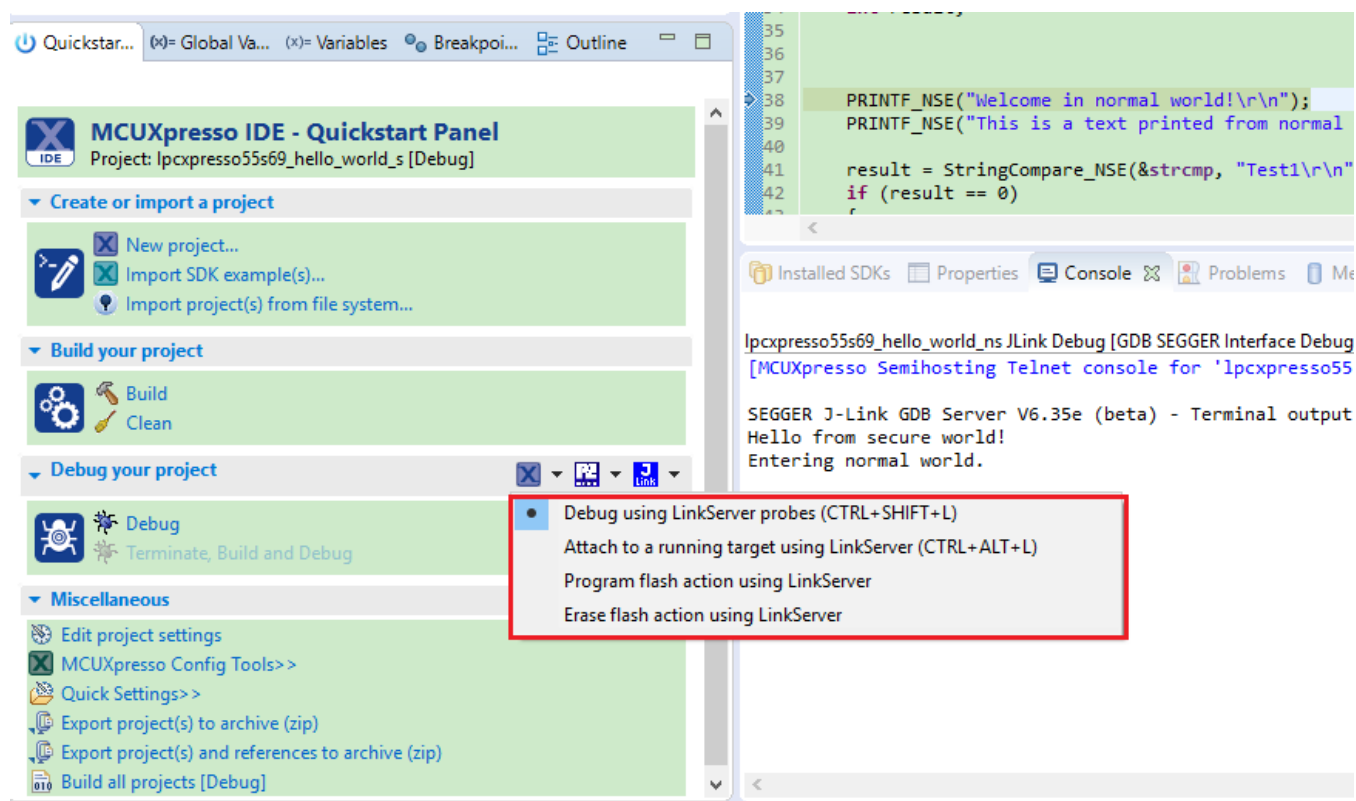 Quickstar...
(x)= Global Va...
(x)= Variables
Breakpoi...
Outline
IDE
MCUXpresso IDE - Quickstart Panel
Project: lpcxpresso55s69_hello_world_s [Debug]
Create or import a project
New project...
Import SDK example(s)...
Import project(s) from file system...
Build your project
Build
Clean
Debug your project
Link
Debug
Terminate, Build and Debug
Miscellaneous
Edit project settings
MCUXpresso Config Tools>>
Quick Settings>>
Export project(s) to archive (zip)
Export project(s) and references to archive (zip)
010
Build all projects [Debug]
Debug using LinkServer probes (CTRL+SHIFT+L)
Attach to a running target using LinkServer (CTRL+ALT+L)
Program flash action using LinkServer
Erase flash action using LinkServer
35
36
37
38 PRINTF_NSE("Welcome in normal world!\r\n");
39 PRINTF_NSE("This is a text printed from normal
40
41 result = StringCompare_NSE(&strcmp, "Test1\r\n"
42 if (result == 0)
Installed SDKs
Properties
Console
Problems
Me
lpcxpresso55s69_hello_world_ns JLink Debug [GDB SEGGER Interface Debug
[MCUXpresso Semihosting Telnet console for 'lpcxpresso55
SEGGER J-Link GDB Server V6.35e (beta) - Terminal output
Hello from secure world!
Entering normal world.